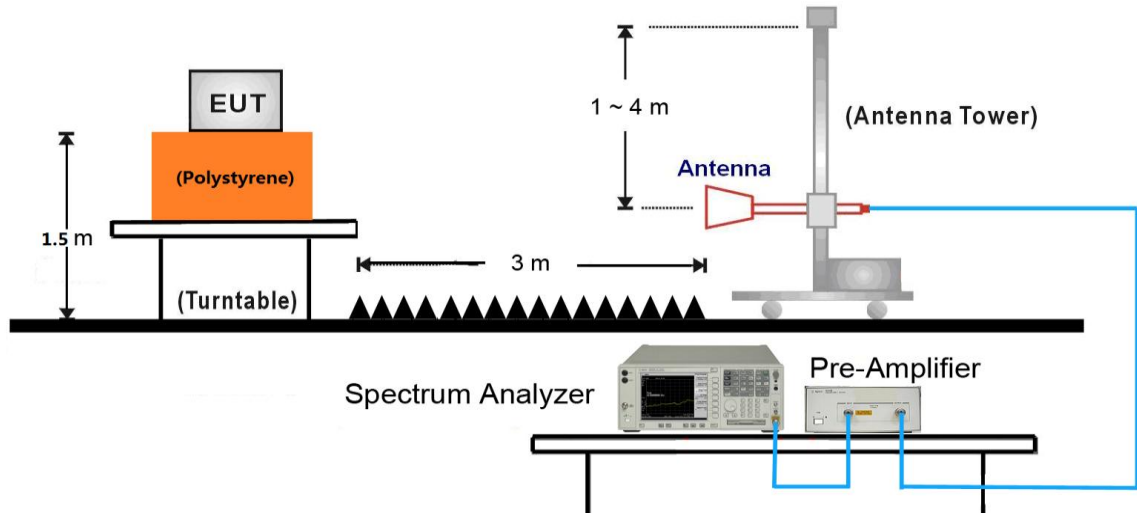 EUT
(Polystyrene)
1.5 m
(Turntable)
3 m
1 ~ 4 m
Antenna
(Antenna Tower)
Spectrum Analyzer
Pre-Amplifier